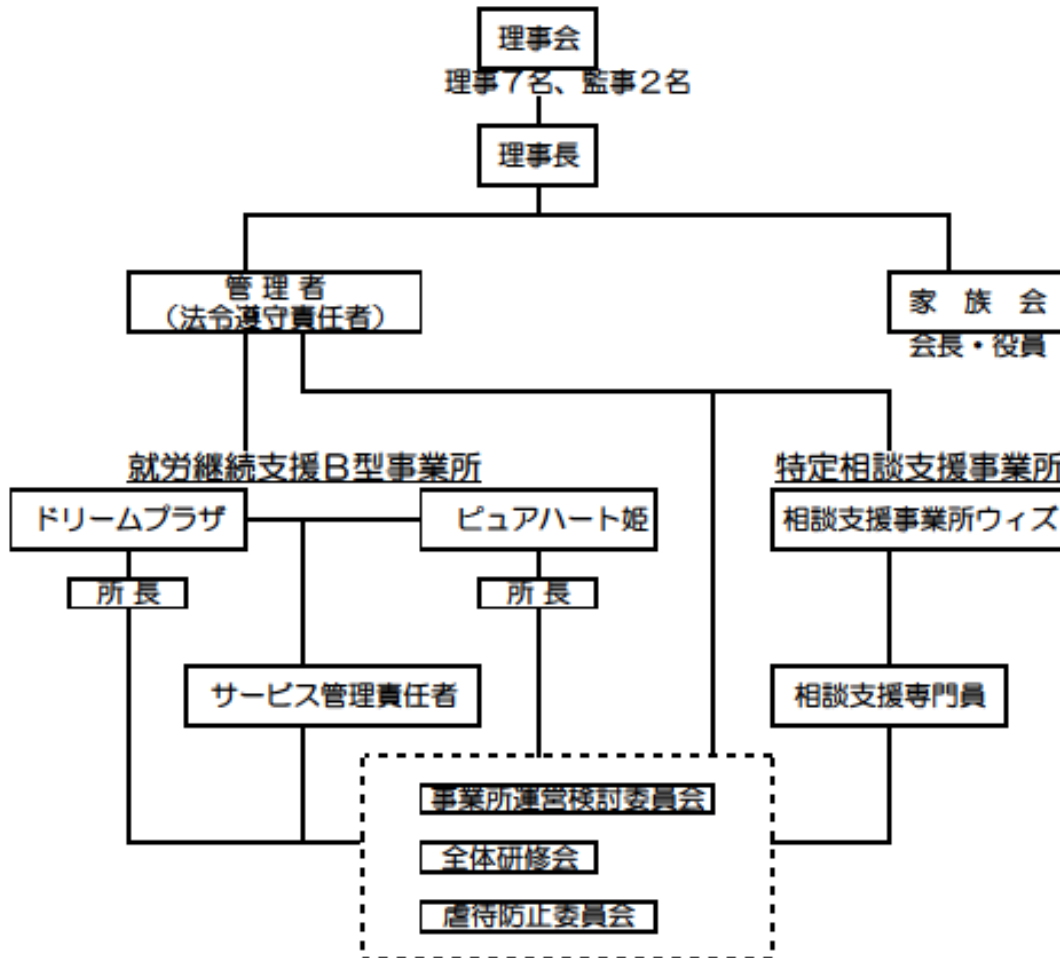 理事会
理事7名、監事2名
理事長
管 理 者
（法令遵守責任者）
家　族　会
会長・役員
就労継続支援B型事業所
特定相談支援事業所
ドリームプラザ
ピュアハート姫
相談支援事業所ウィズ
所 長
所 長
サービス管理責任者
相談支援専門員
事業所運営検討委員会
全体研修会
虐待防止委員会